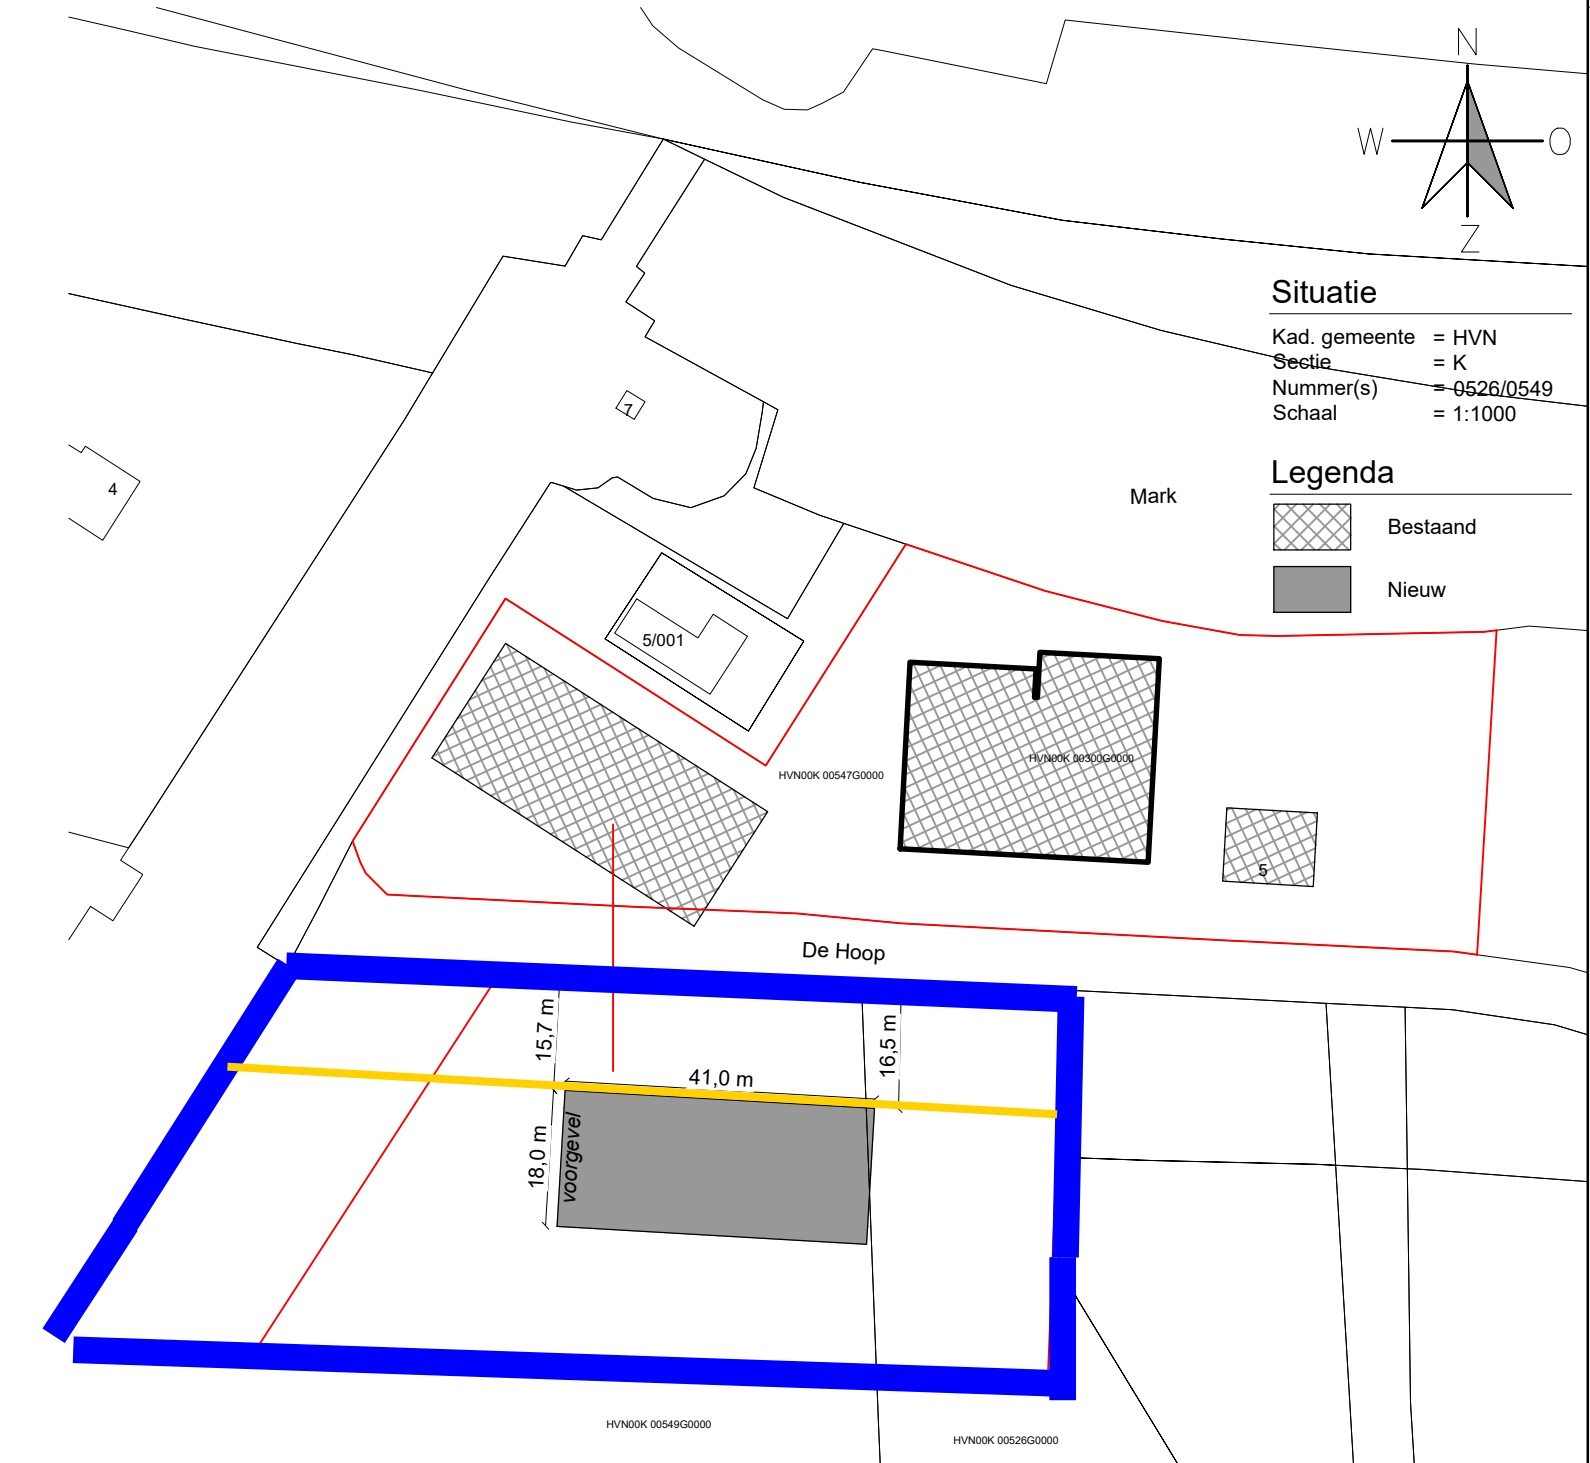 N
W
O
Z
Situatie
Kad. gemeente = HVN
Sectie = K
Nummer(s) = 0526/0549
Schaal = 1:1000
7
Legenda
4
Mark
Bestaand
Nieuw
5/001
HVN00K 00300G0000
HVN00K 00547G0000
5
De Hoop
15,7 m
16,5 m
41,0 m
18,0 m
voorgevel
HVN00K 00549G0000
HVN00K 00526G0000